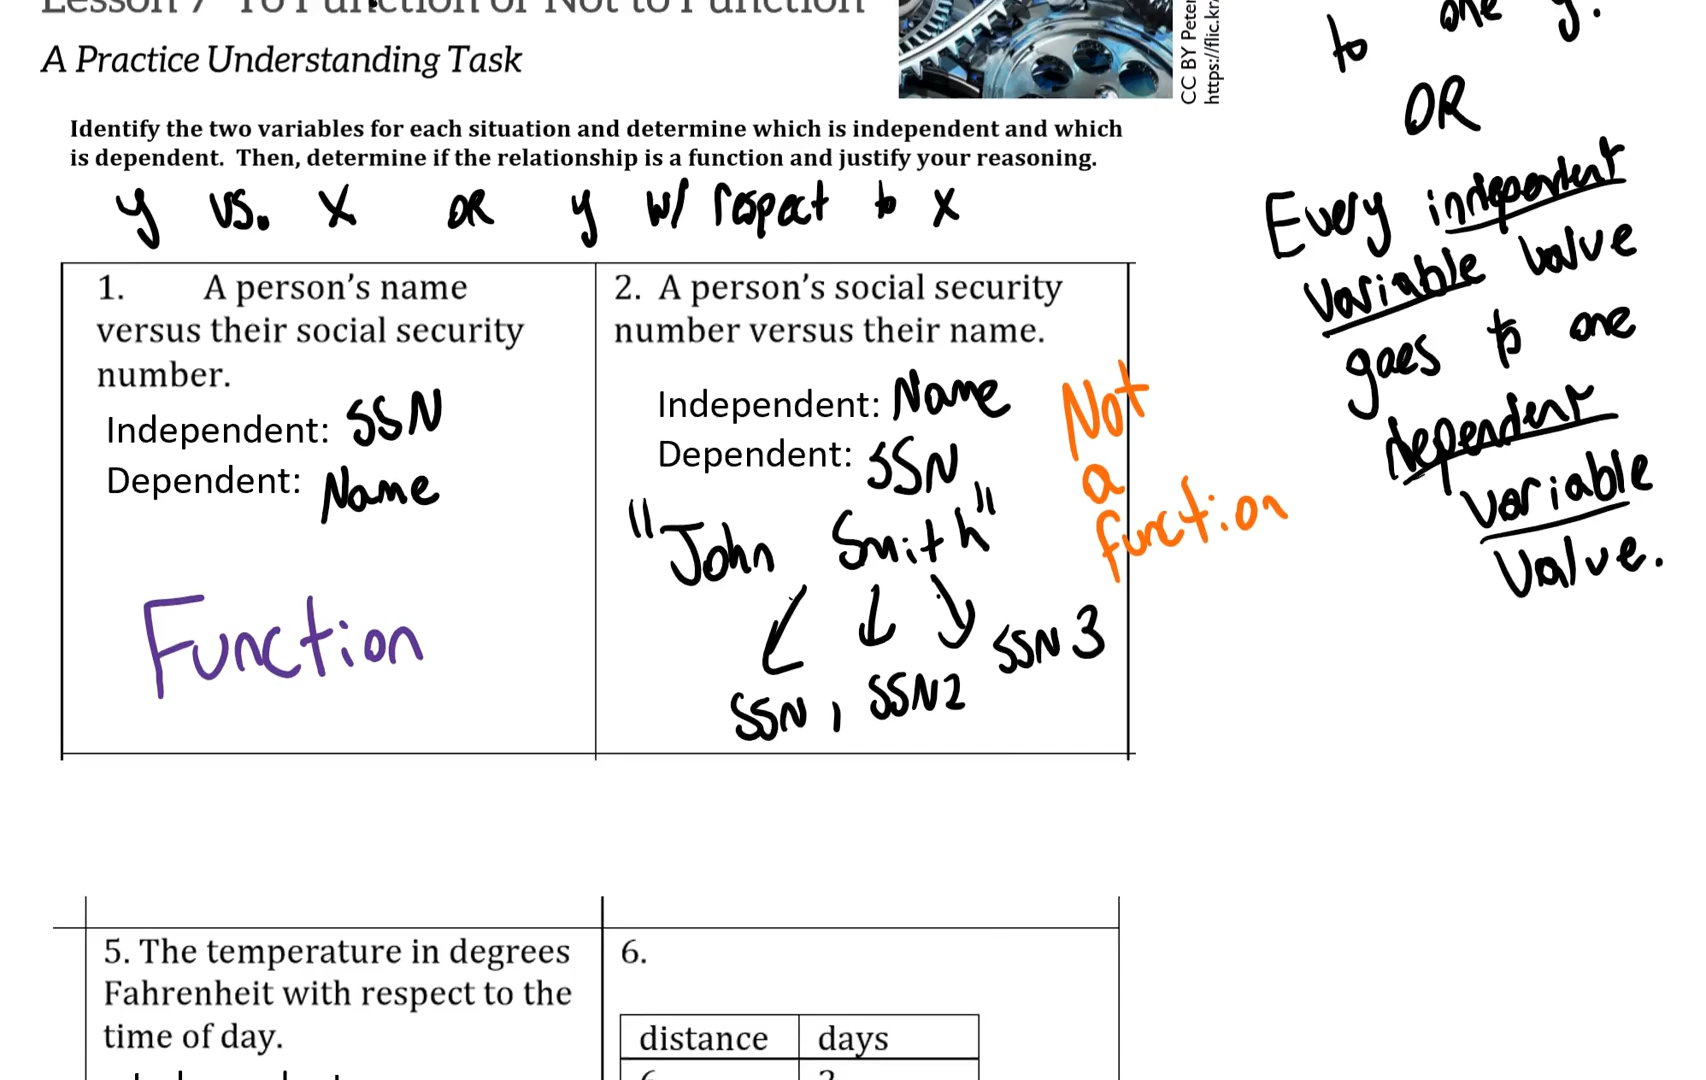 Lesson 7 To Function or Not to Function
A Practice Understanding Task
CC BY Peter
https://flic.kr
to one y.
OR
Every independent
variable value
goes to one
dependent
variable
value.
Identify the two variables for each situation and determine which is independent and which
is dependent. Then, determine if the relationship is a function and justify your reasoning.
y vs. x OR y w/ respect to x
1. A person's name
versus their social security
number.
Independent: SSN
Dependent: Name
Function
2. A person's social security
number versus their name.
Independent: Name
Dependent: SSN
"John Smith"
SSN 1 SSN2 SSN 3
Not
a
function
5. The temperature in degrees
Fahrenheit with respect to the
time of day.
6.
distance days